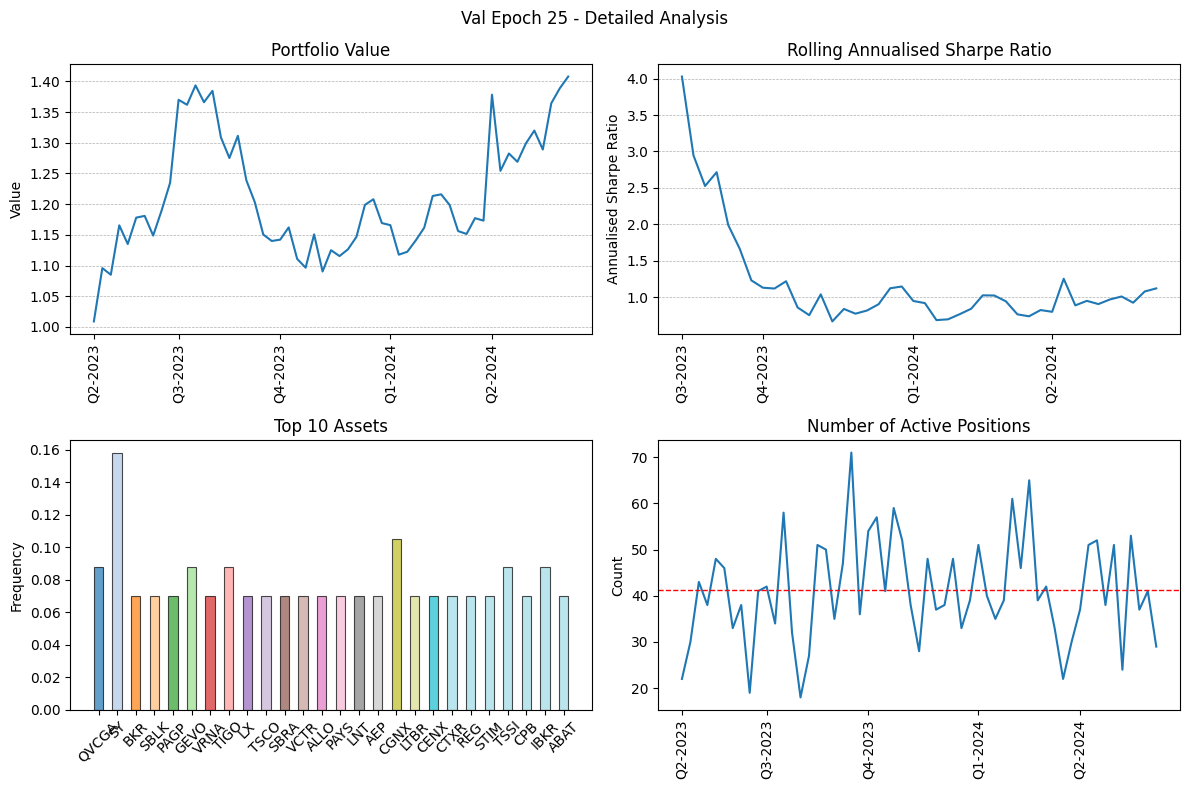 Val Epoch 25 - Detailed Analysis
Portfolio Value
Value
1.40
1.35
1.30
1.25
1.20
1.15
1.10
1.05
1.00
Q2-2023
Q3-2023
Q4-2023
Q1-2024
Q2-2024
Rolling Annualised Sharpe Ratio
Annualised Sharpe Ratio
4.0
3.5
3.0
2.5
2.0
1.5
1.0
Q3-2023
Q4-2023
Q1-2024
Q2-2024
Top 10 Assets
Frequency
0.16
0.14
0.12
0.10
0.08
0.06
0.04
0.02
0.00
QVCGA
SY
BKR
SBLK
PAGP
GEVO
VRNA
TIGO
LX
TSCO
SBRA
VCTR
ALLO
PAYS
LNT
AEP
CGNX
LTBR
CENX
CTXR
REG
STIM
TSSI
CPB
IBKR
ABAT
Number of Active Positions
Count
70
60
50
40
30
20
Q2-2023
Q3-2023
Q4-2023
Q1-2024
Q2-2024